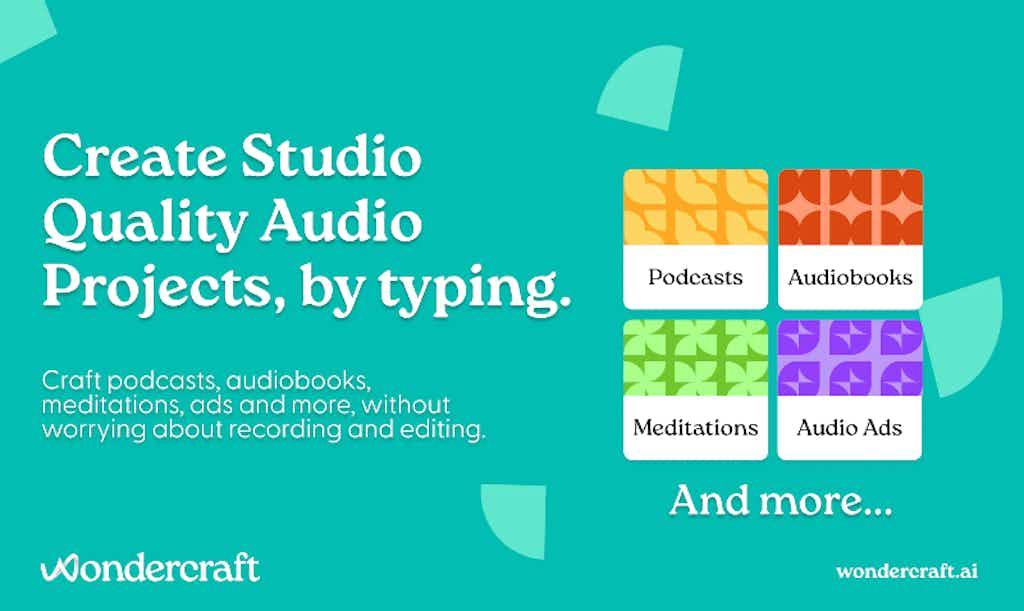 Create Studio
Quality Audio
Projects, by typing.
Craft podcasts, audiobooks,
meditations, ads and more, without
worrying about recording and editing.
Podcasts
Audiobooks
Meditations
Audio Ads
And more...
Wondercraft
wondercraft.ai